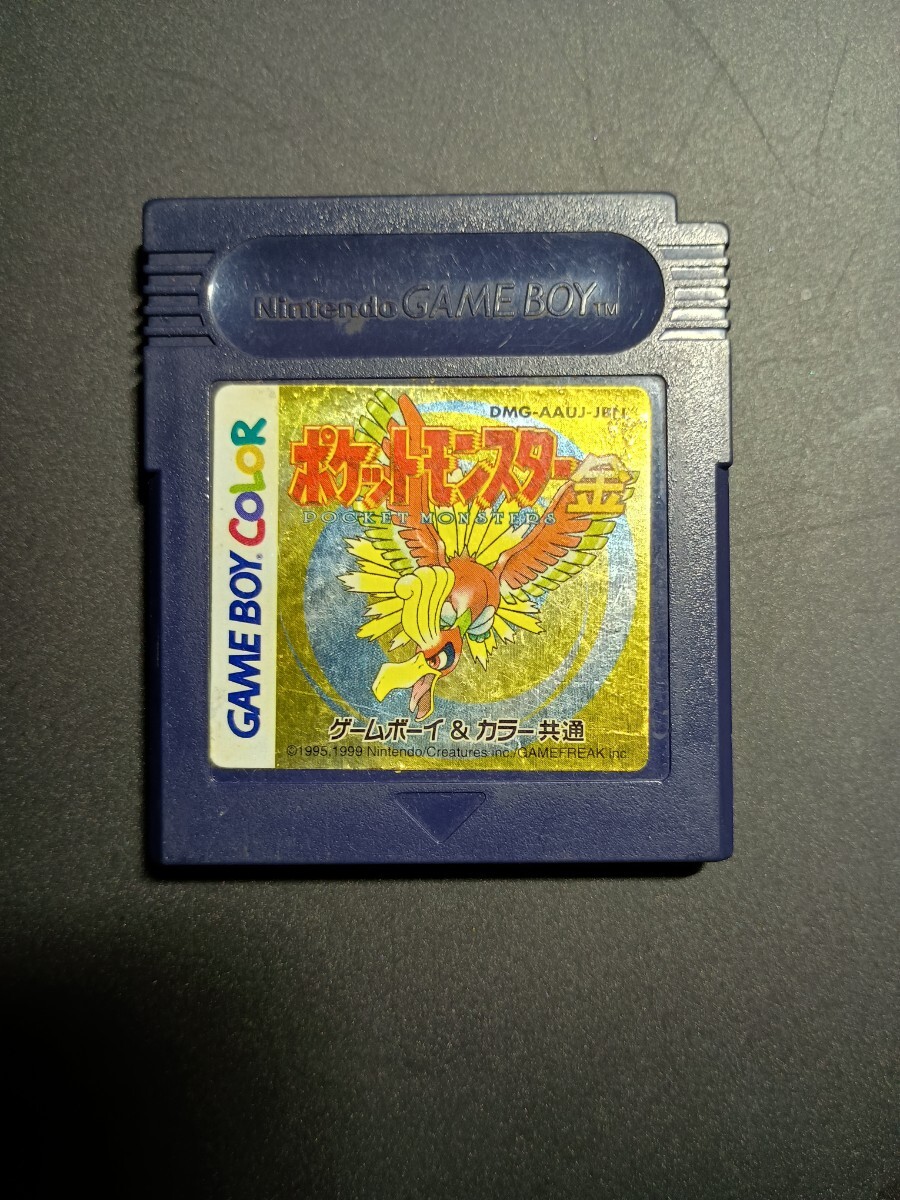 Nintendo GAME BOY™
GAME BOY COLOR
DMG-AAUJ-JPN
ポケットモンスター金
POCKET MONSTERS
ゲームボーイ & カラー共通
©1995,1999 Nintendo/Creatures inc./GAMEFREAK inc.